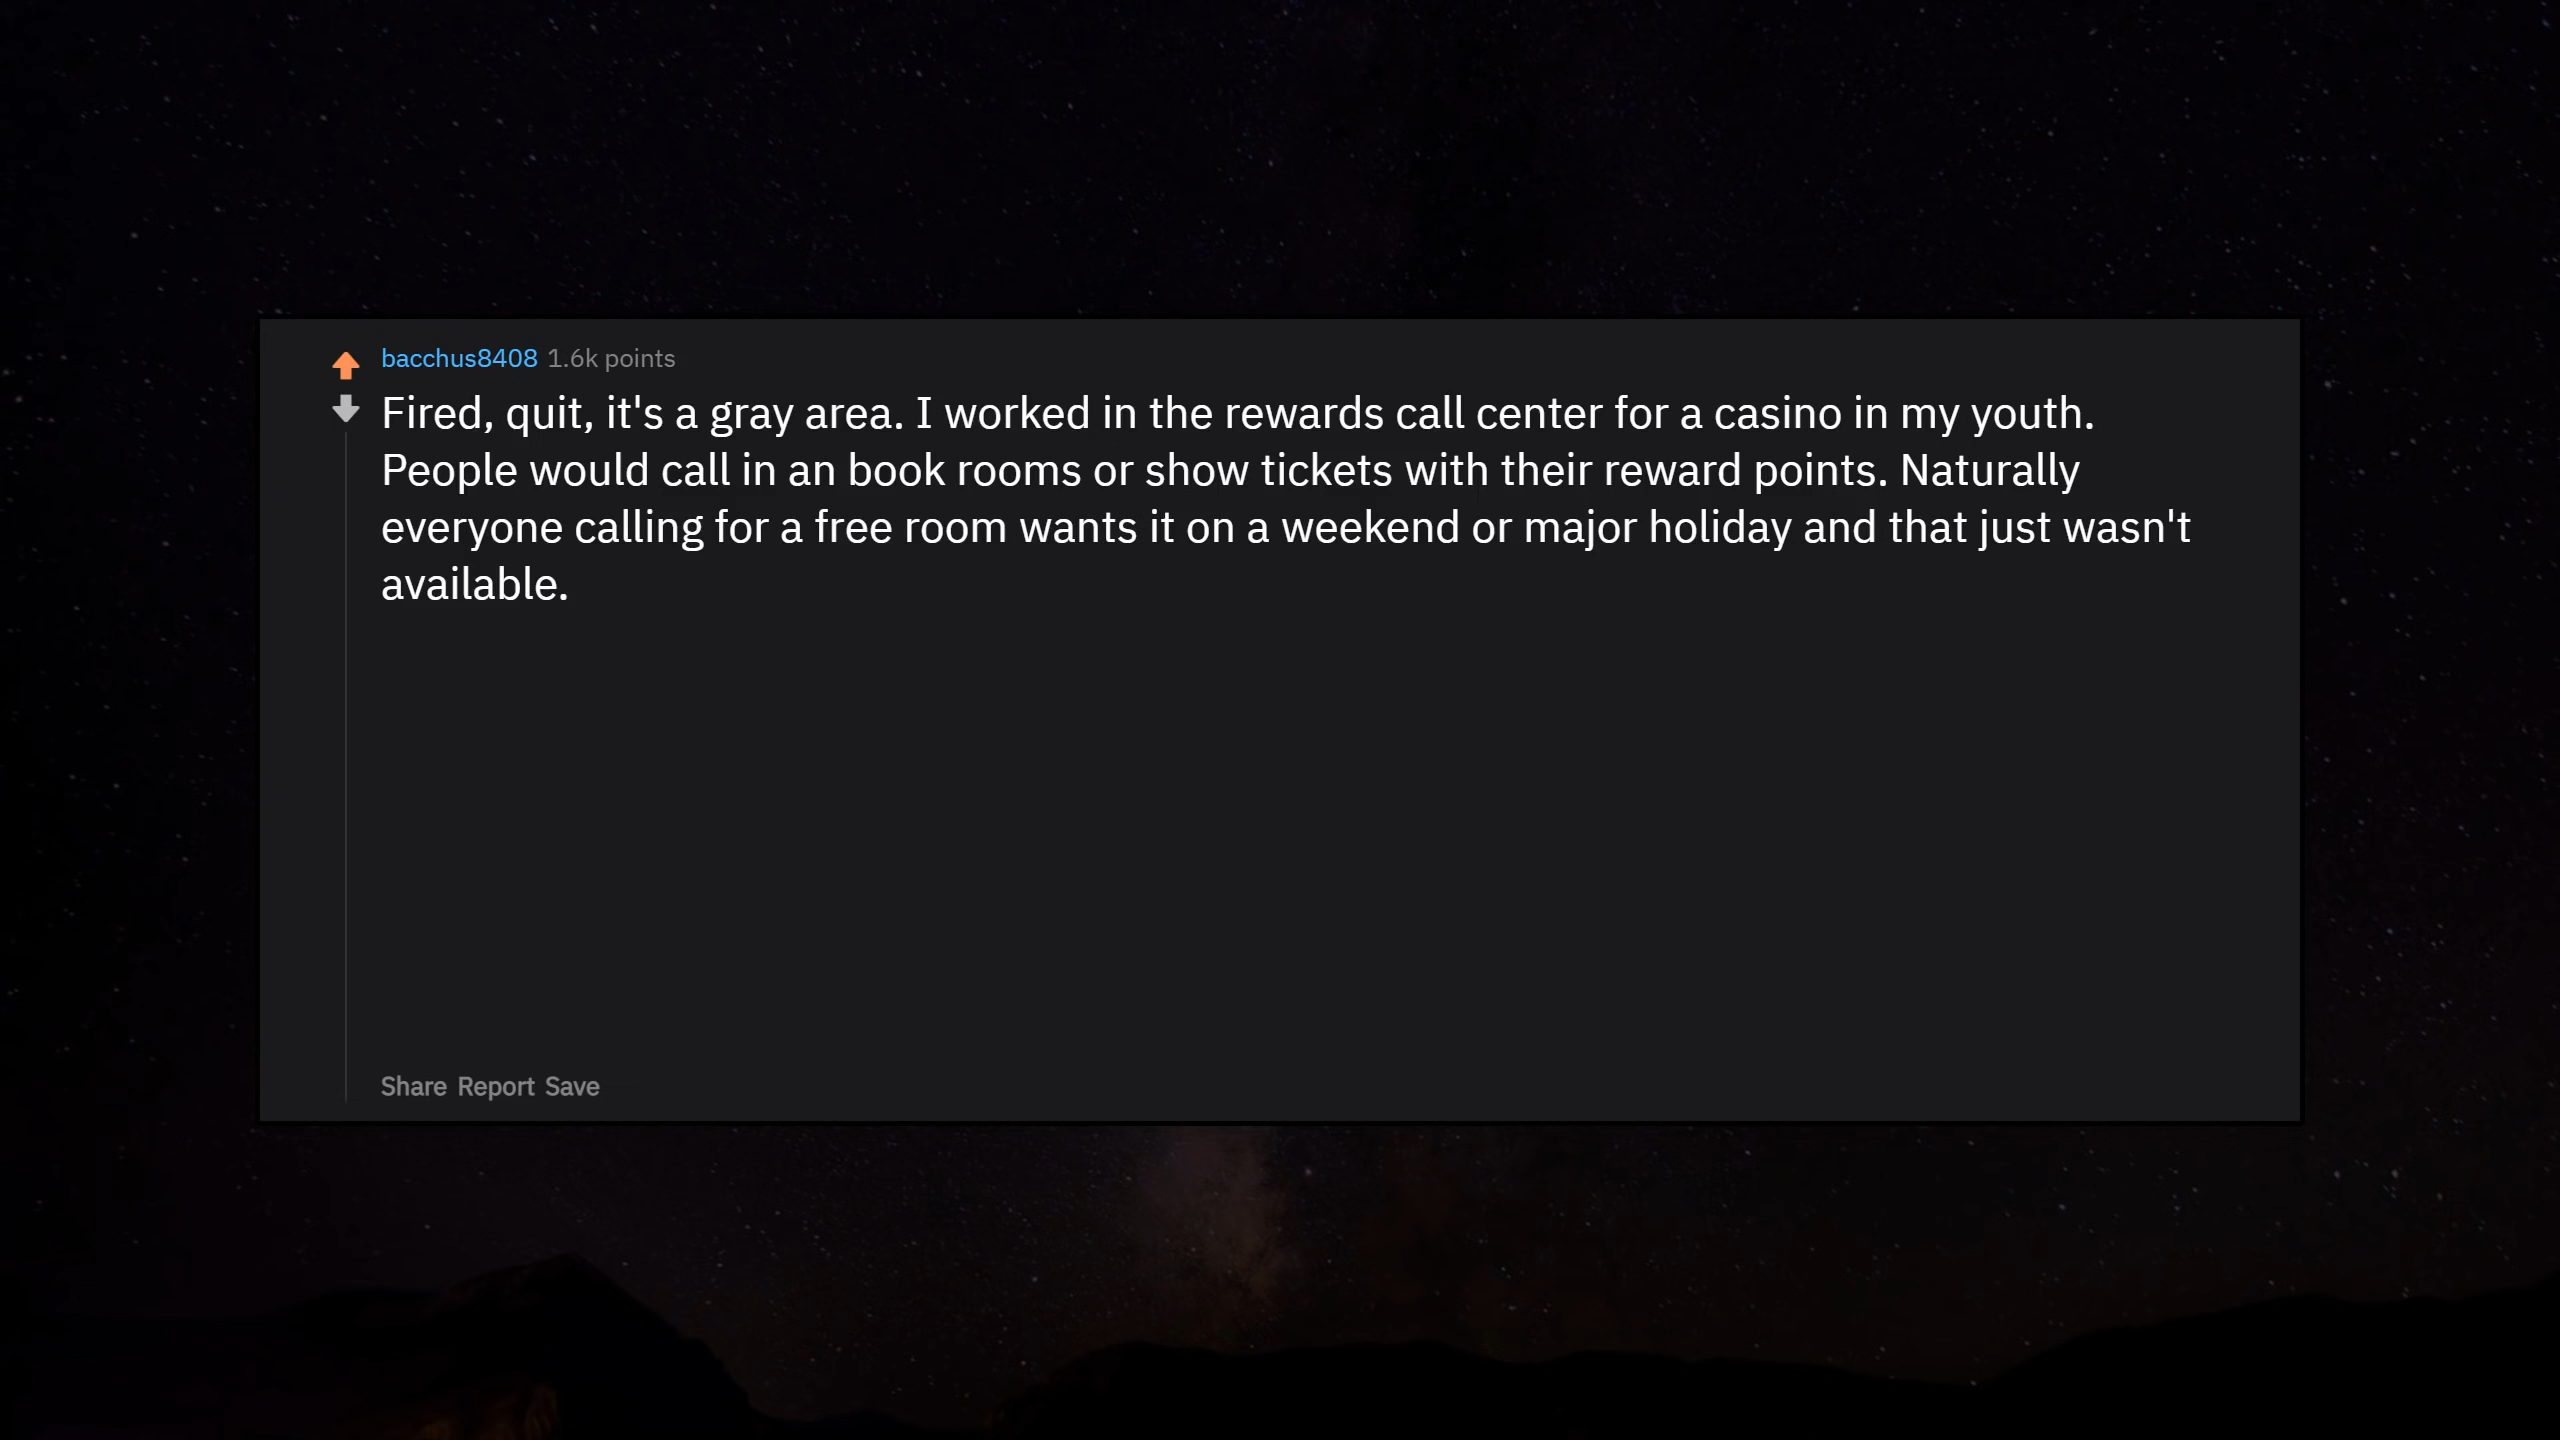 bacchus8408 1.6k points
Fired, quit, it's a gray area. I worked in the rewards call center for a casino in my youth.
People would call in an book rooms or show tickets with their reward points. Naturally
everyone calling for a free room wants it on a weekend or major holiday and that just wasn't
available.
Share Report Save